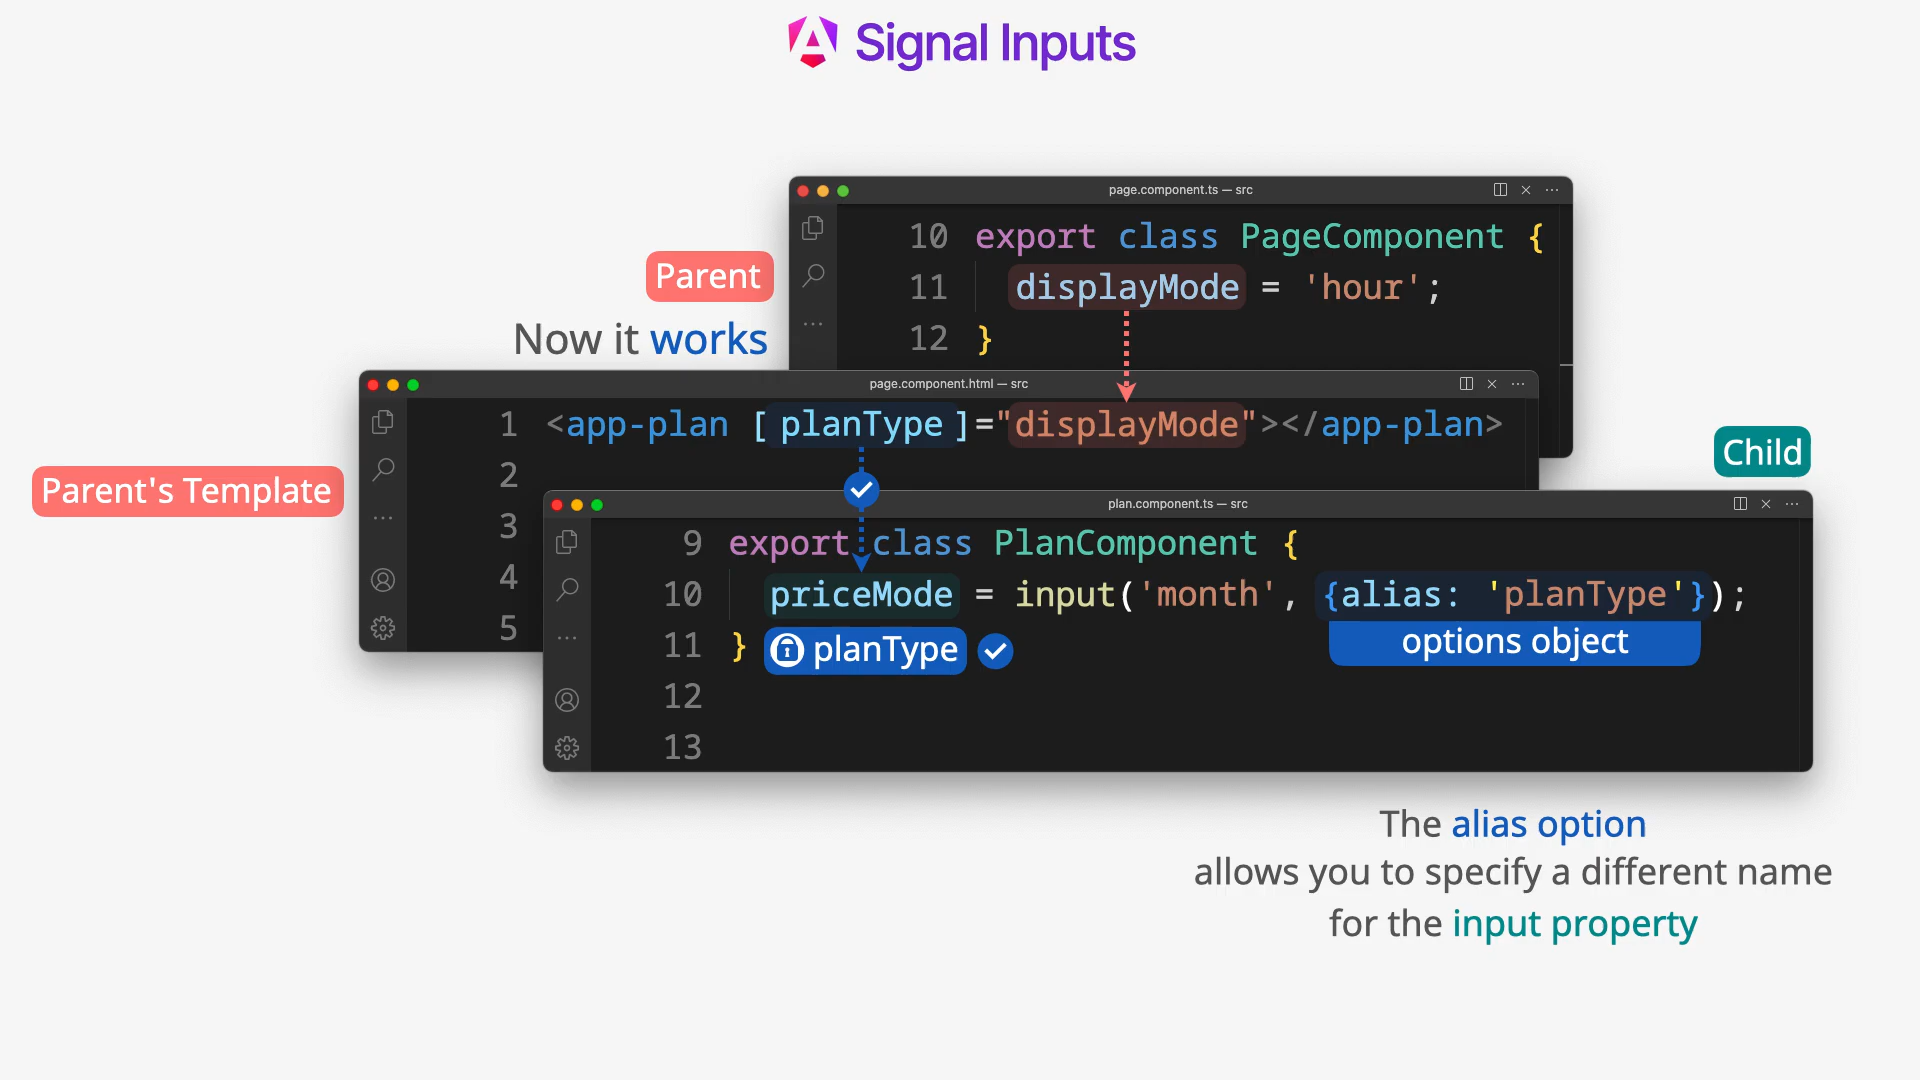 Signal Inputs
page.component.ts — src
10 export class PageComponent {
11 displayMode = 'hour';
12 }
Parent
Now it works
page.component.html — src
1 <app-plan [planType]="displayMode"></app-plan>
2
3
4
5
Parent's Template
Child
plan.component.ts — src
9 export class PlanComponent {
10 priceMode = input('month', {alias: 'planType'});
11 }
planType
options object
12
13
The alias option
allows you to specify a different name
for the input property